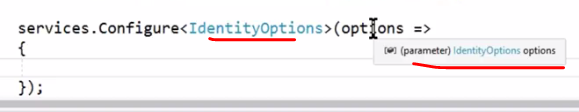 services.Configure<IdentityOptions>(options =>
{
(parameter) IdentityOptions options
});